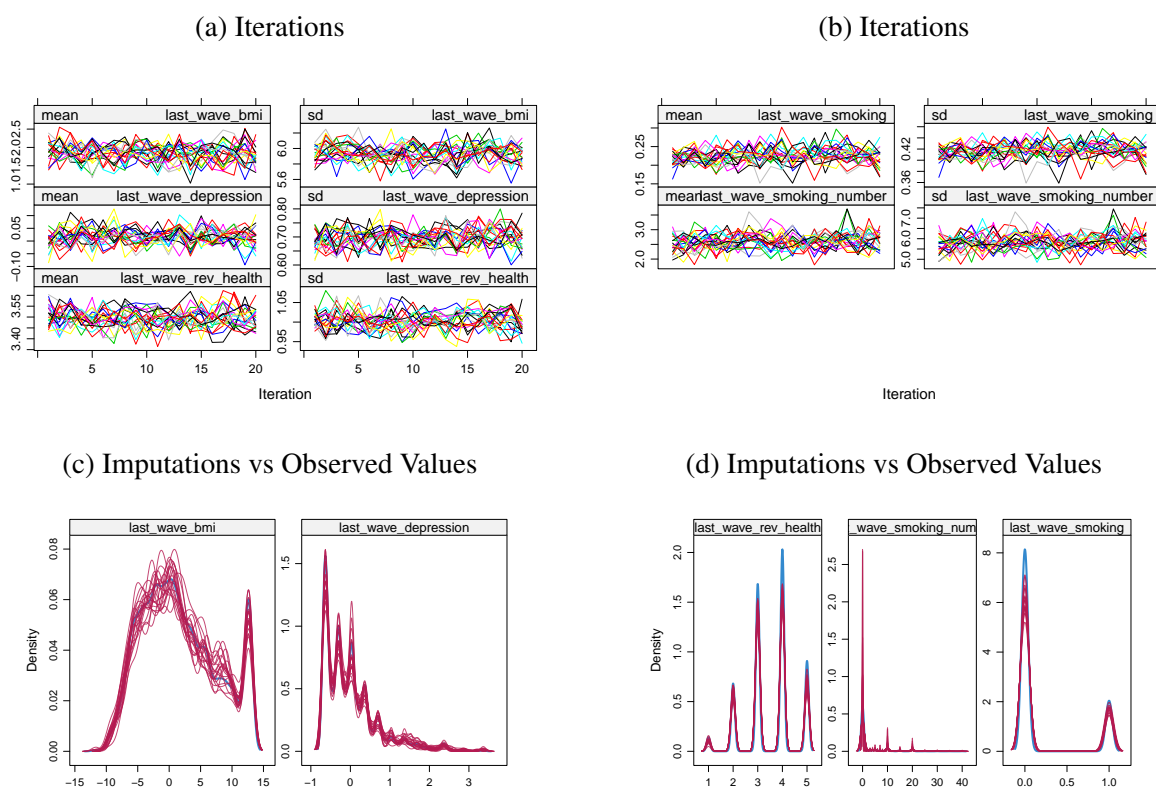 (a) Iterations
(b) Iterations
mean last_wave_bmi
sd last_wave_bmi
1.0 1.5 2.0 2.5
5.6 6.0
mean last_wave_depression
sd last_wave_depression
-0.10 0.05
0.60 0.70 0.80
mean last_wave_rev_health
sd last_wave_rev_health
3.40 3.55
0.95 1.05
5 10 15 20
5 10 15 20
Iteration
mean last_wave_smoking
sd last_wave_smoking
0.15 0.25
0.36 0.42
mean last_wave_smoking_number
sd last_wave_smoking_number
2.0 3.0
5.0 6.0 7.0
Iteration
(c) Imputations vs Observed Values
(d) Imputations vs Observed Values
last_wave_bmi
last_wave_depression
Density
0.00 0.02 0.04 0.06 0.08
−15 −10 −5 0 5 10 15
0.0 0.5 1.0 1.5
−1 0 1 2 3
last_wave_rev_health
_wave_smoking_num
last_wave_smoking
Density
0.0 0.5 1.0 1.5 2.0
1 2 3 4 5
0.0 0.5 1.0 1.5 2.0 2.5
0 10 20 30 40
0 2 4 6 8
0.0 0.5 1.0